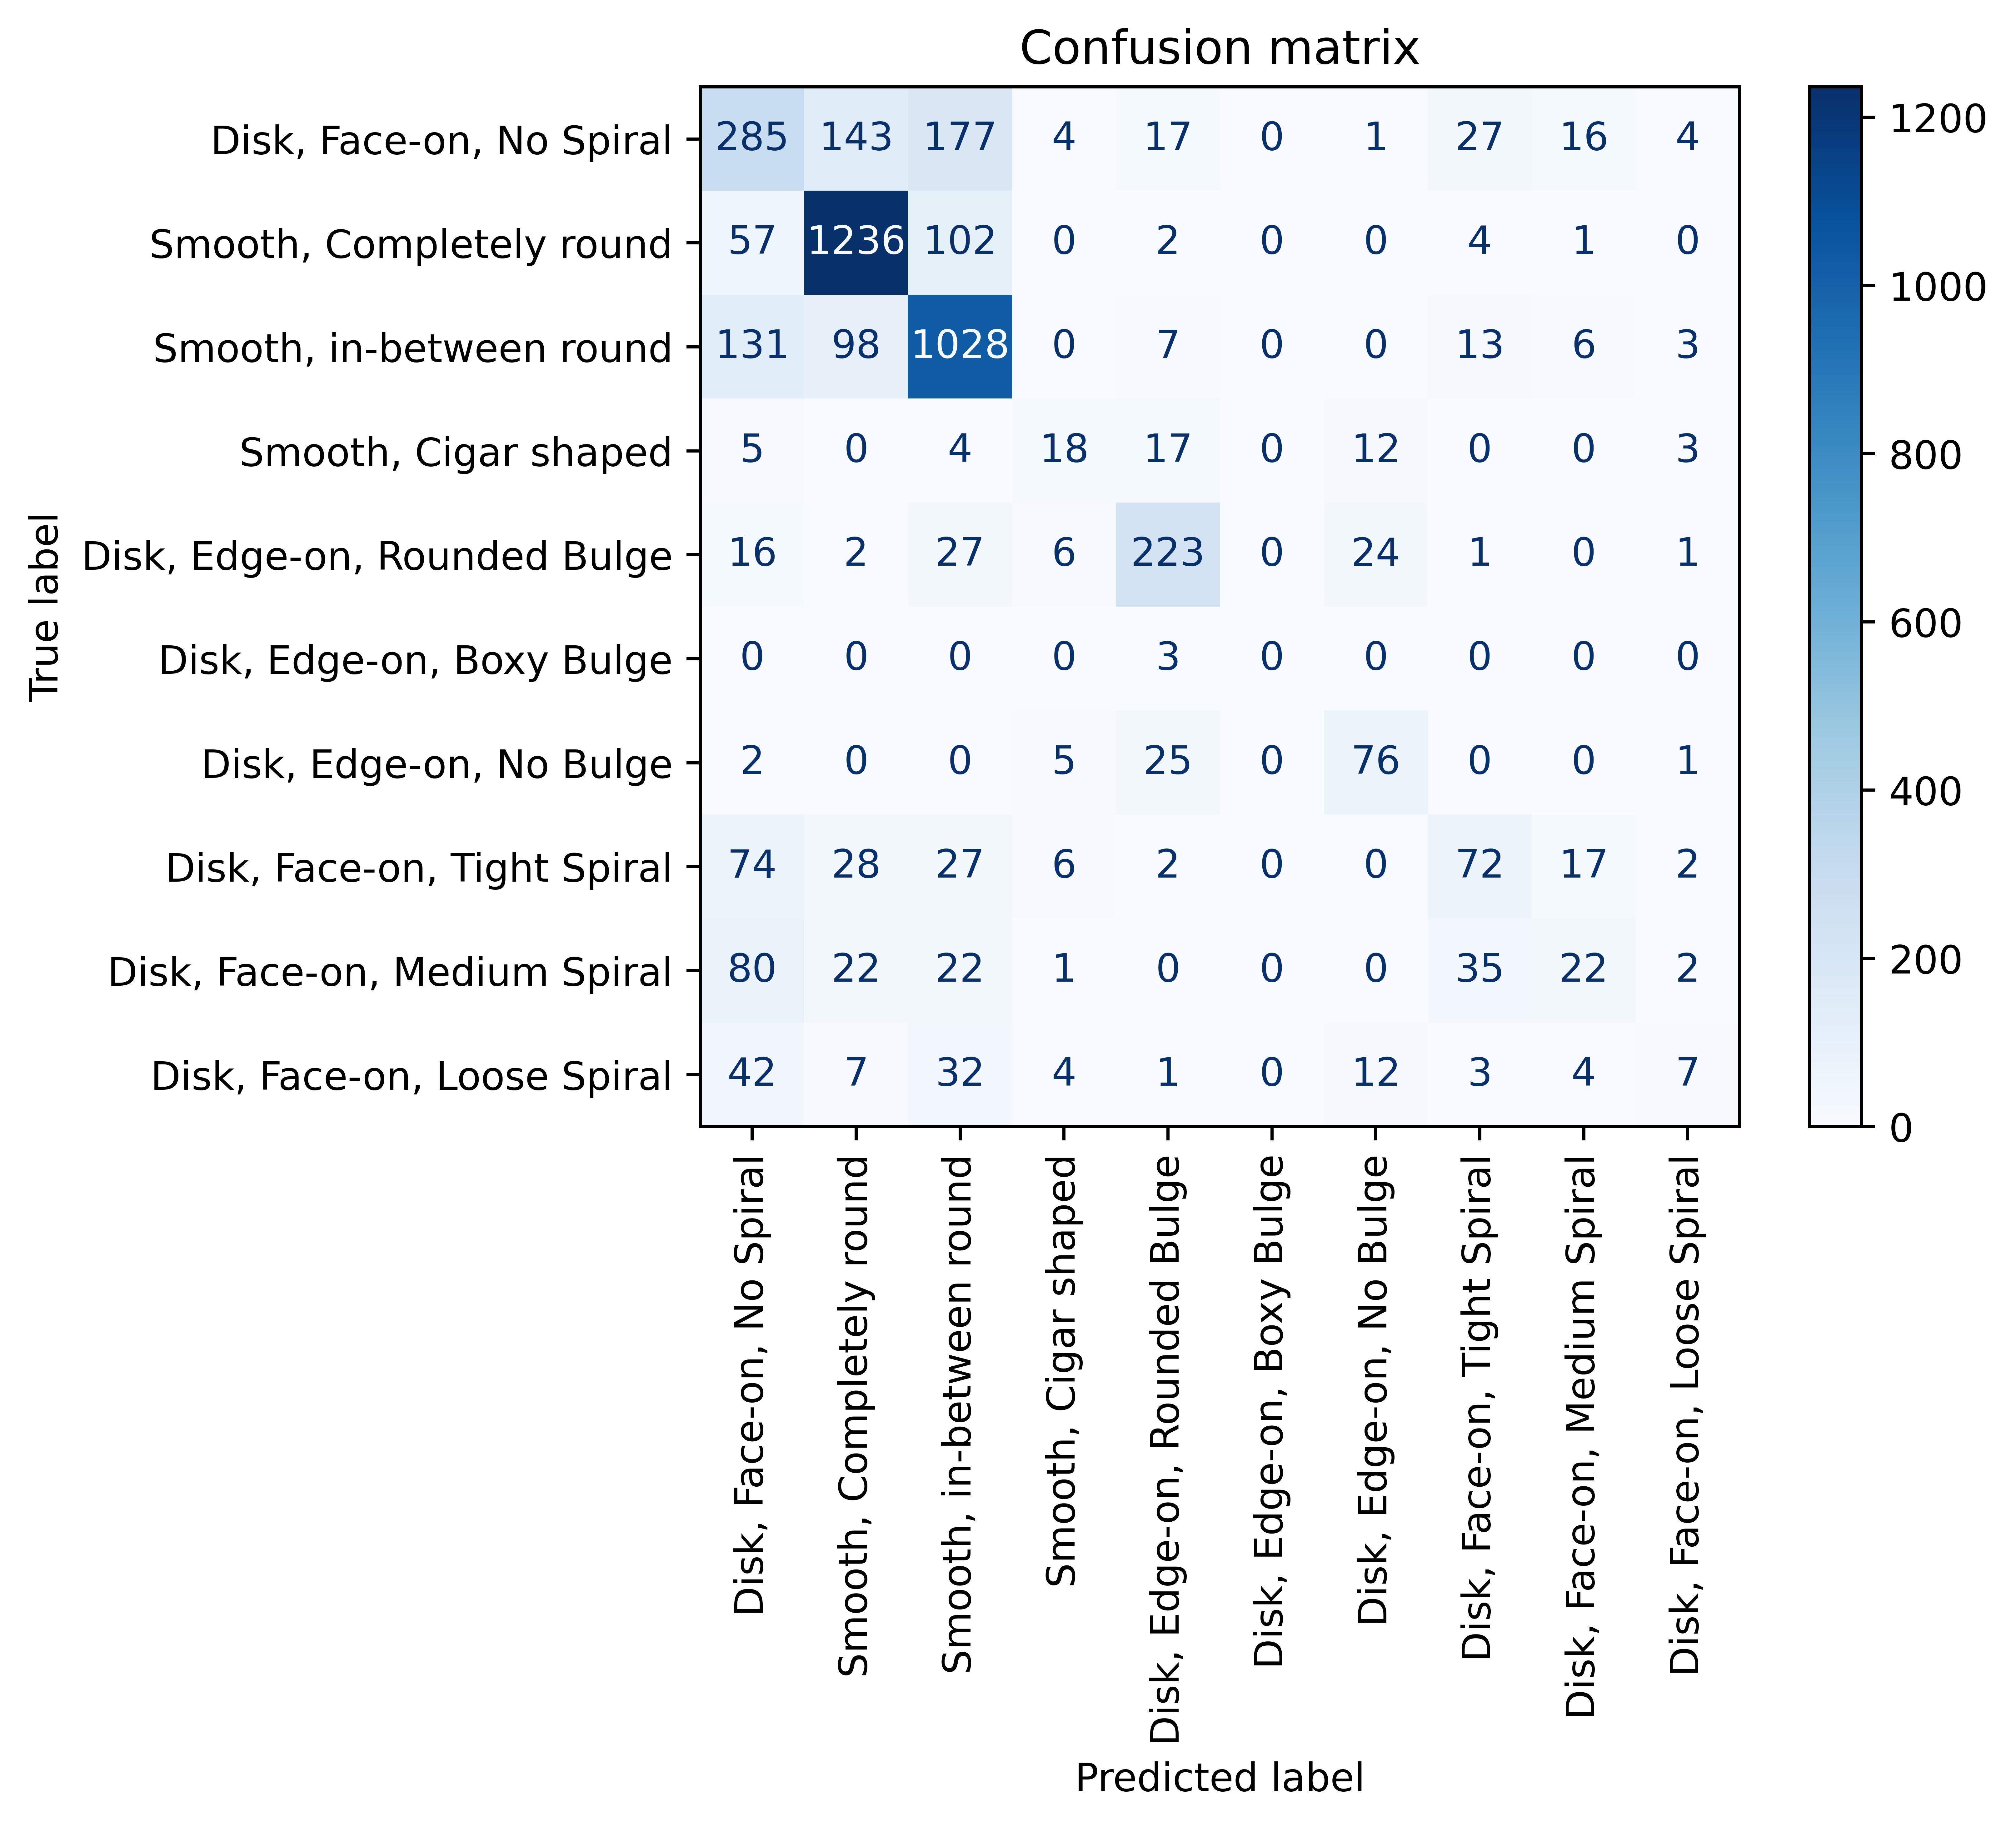 Confusion matrix
True label
Disk, Face-on, No Spiral 285 143 177 4 17 0 1 27 16 4
Smooth, Completely round 57 1236 102 0 2 0 0 4 1 0
Smooth, in-between round 131 98 1028 0 7 0 0 13 6 3
Smooth, Cigar shaped 5 0 4 18 17 0 12 0 0 3
Disk, Edge-on, Rounded Bulge 16 2 27 6 223 0 24 1 0 1
Disk, Edge-on, Boxy Bulge 0 0 0 0 3 0 0 0 0 0
Disk, Edge-on, No Bulge 2 0 0 5 25 0 76 0 0 1
Disk, Face-on, Tight Spiral 74 28 27 6 2 0 0 72 17 2
Disk, Face-on, Medium Spiral 80 22 22 1 0 0 0 35 22 2
Disk, Face-on, Loose Spiral 42 7 32 4 1 0 12 3 4 7
Disk, Face-on, No Spiral
Smooth, Completely round
Smooth, in-between round
Smooth, Cigar shaped
Disk, Edge-on, Rounded Bulge
Disk, Edge-on, Boxy Bulge
Disk, Edge-on, No Bulge
Disk, Face-on, Tight Spiral
Disk, Face-on, Medium Spiral
Disk, Face-on, Loose Spiral
Predicted label
1200
1000
800
600
400
200
0